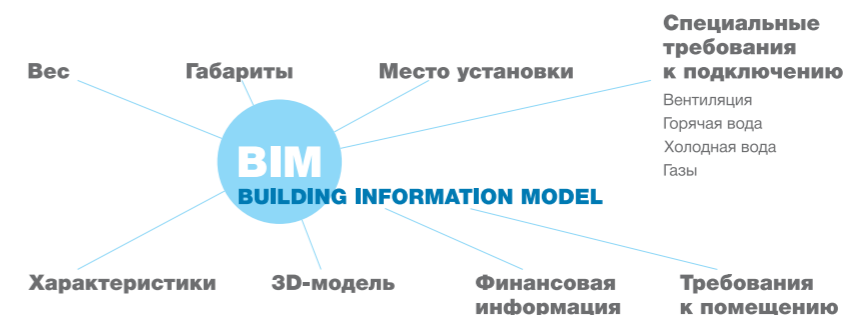 Специальные
требования
к подключению
Вес
Габариты
Место установки
Вентиляция
Горячая вода
Холодная вода
Газы
BIM
BUILDING INFORMATION MODEL
Характеристики
3D-модель
Финансовая
информация
Требования
к помещению